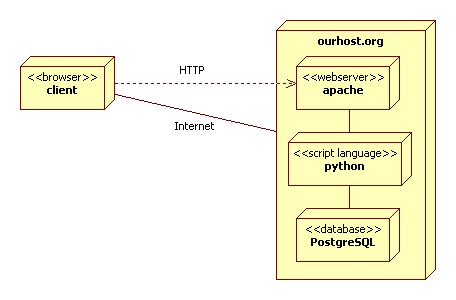 ourhost.org
HTTP
<<browser>>
client
<<webserver>>
apache
Internet
<<script language>>
python
<<database>>
PostgreSQL